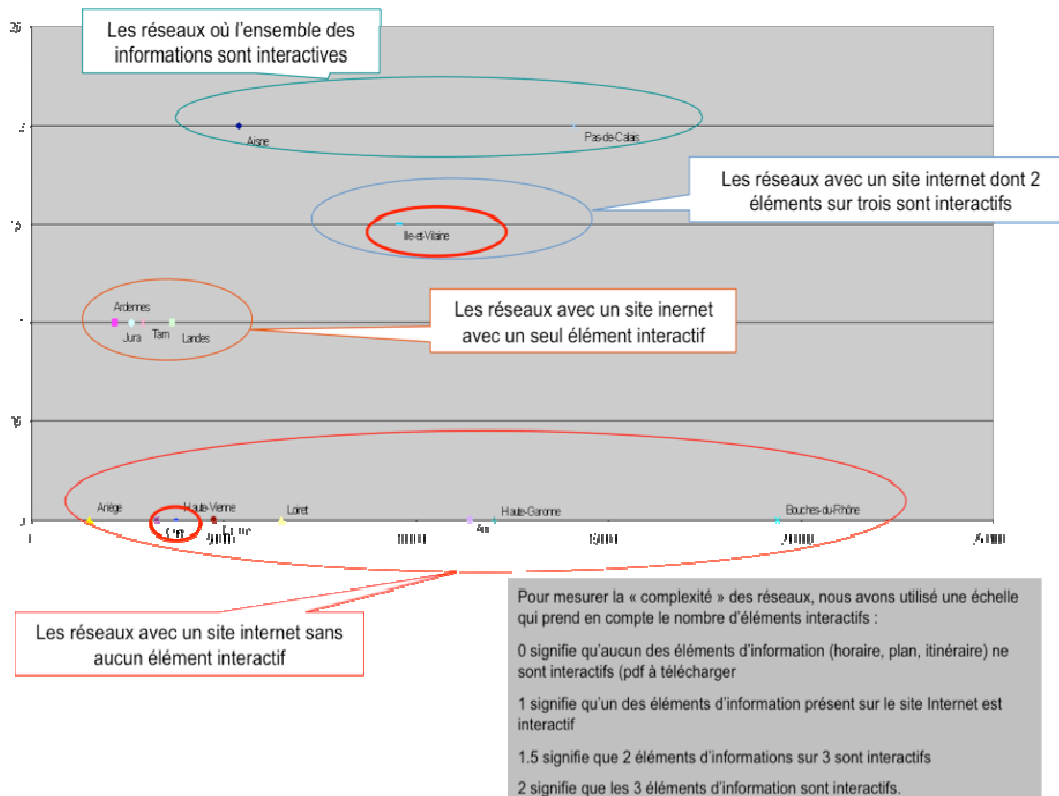 Les réseaux où l'ensemble des
informations sont interactives
Aisne
Pas-de-Calais
Les réseaux avec un site internet dont 2
éléments sur trois sont interactifs
Ille-et-Vilaine
Ardennes
Jura
Tarn
Landes
Les réseaux avec un site inernet
avec un seul élément interactif
Ariège
Haute-Vienne
Loiret
Haute-Garonne
Bouches-du-Rhône
Les réseaux avec un site internet sans
aucun élément interactif
Pour mesurer la « complexité » des réseaux, nous avons utilisé une échelle
qui prend en compte le nombre d'éléments interactifs :
0 signifie qu'aucun des éléments d'information (horaire, plan, itinéraire) ne
sont interactifs (pdf à télécharger
1 signifie qu'un des éléments d'information présent sur le site Internet est
interactif
1.5 signifie que 2 éléments d'informations sur 3 sont interactifs
2 signifie que les 3 éléments d'information sont interactifs.